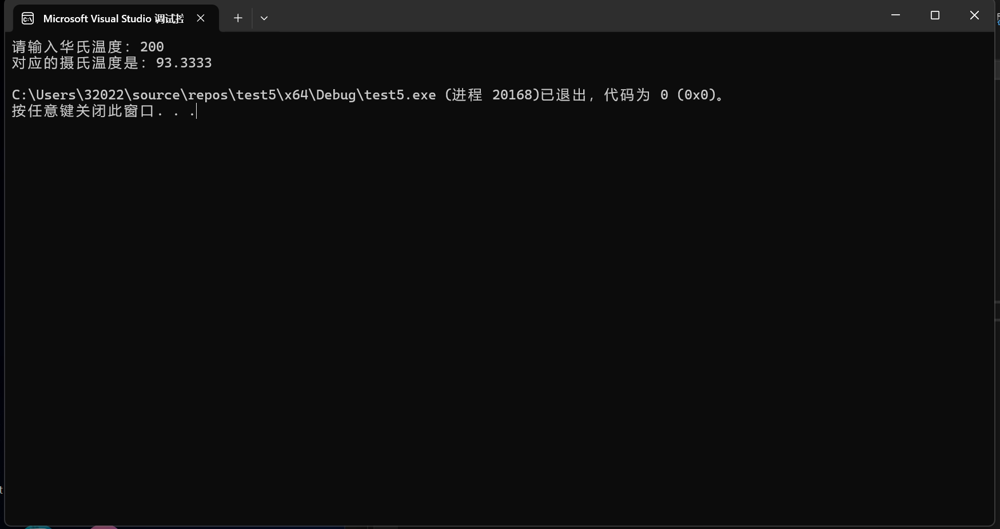 Microsoft Visual Studio 调试控
请输入华氏温度：200
对应的摄氏温度是：93.3333
C:\Users\32022\source\repos\test5\x64\Debug\test5.exe (进程 20168)已退出，代码为 0 (0x0)。
按任意键关闭此窗口. . .
t